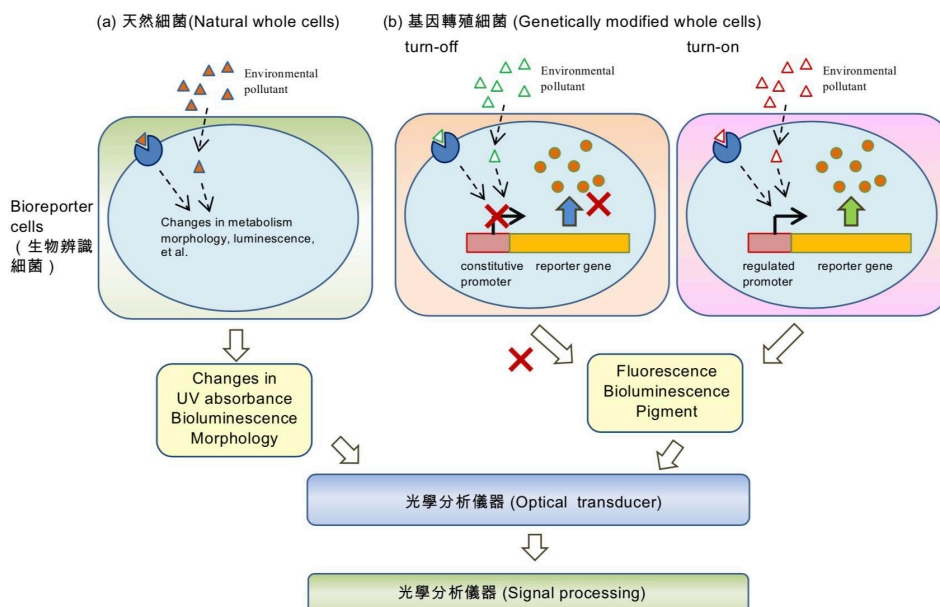 (a) 天然細菌(Natural whole cells)
(b) 基因轉殖細菌 (Genetically modified whole cells)
turn-off
turn-on
Environmental
pollutant
Environmental
pollutant
Environmental
pollutant
Bioreporter
cells
（生物辨識
細菌）
Changes in metabolism
morphology, luminescence,
et al.
constitutive
promoter
reporter gene
regulated
promoter
reporter gene
Changes in
UV absorbance
Bioluminescence
Morphology
Fluorescence
Bioluminescence
Pigment
光學分析儀器 (Optical transducer)
光學分析儀器 (Signal processing)